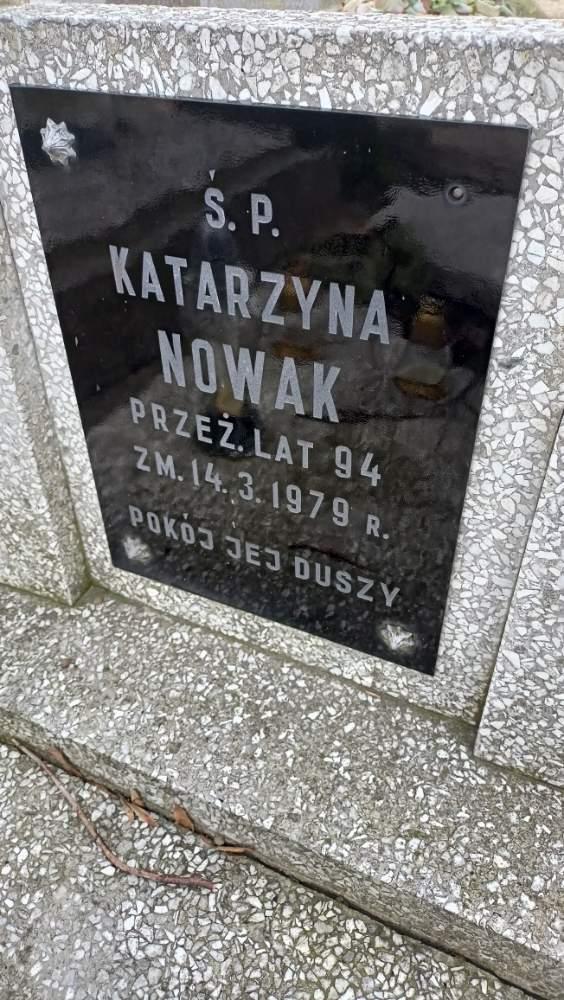 Ś. P.
KATARZYNA
NOWAK
PRZEŻ. LAT 94
ZM. 14. 3. 1979 R.
POKÓJ JEJ DUSZY